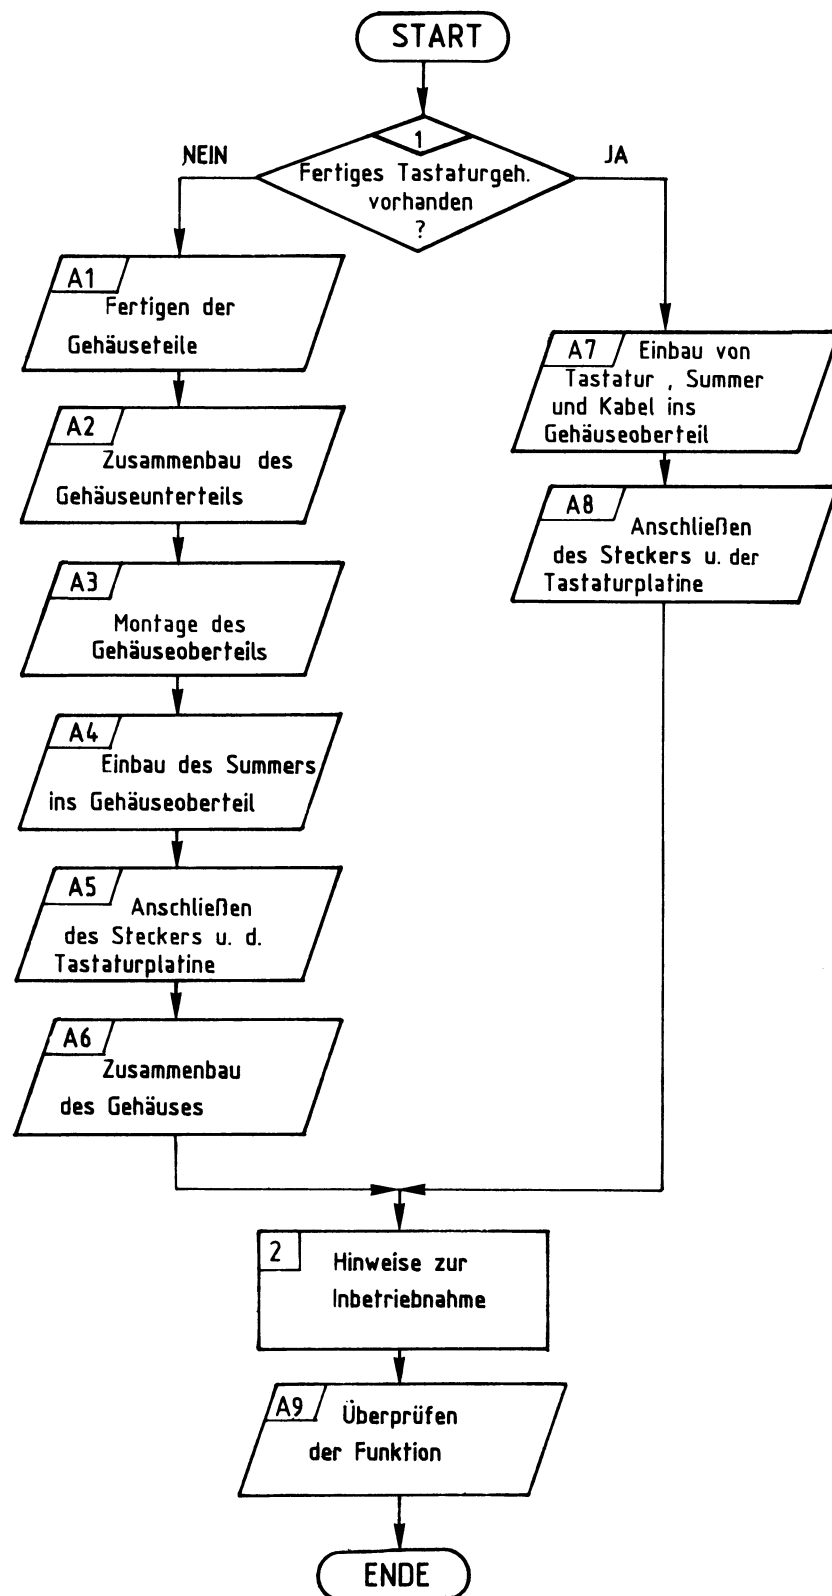 START
1
Fertiges Tastaturgeh.
vorhanden
?
NEIN
JA
A1
Fertigen der
Gehäuseteile
A2
Zusammenbau des
Gehäuseunterteils
A3
Montage des
Gehäuseoberteils
A4
Einbau des Summers
ins Gehäuseoberteil
A5
Anschließen
des Steckers u. d.
Tastaturplatine
A6
Zusammenbau
des Gehäuses
A7 Einbau von
Tastatur , Summer
und Kabel ins
Gehäuseoberteil
A8
Anschließen
des Steckers u. der
Tastaturplatine
2
Hinweise zur
Inbetriebnahme
A9
Überprüfen
der Funktion
ENDE